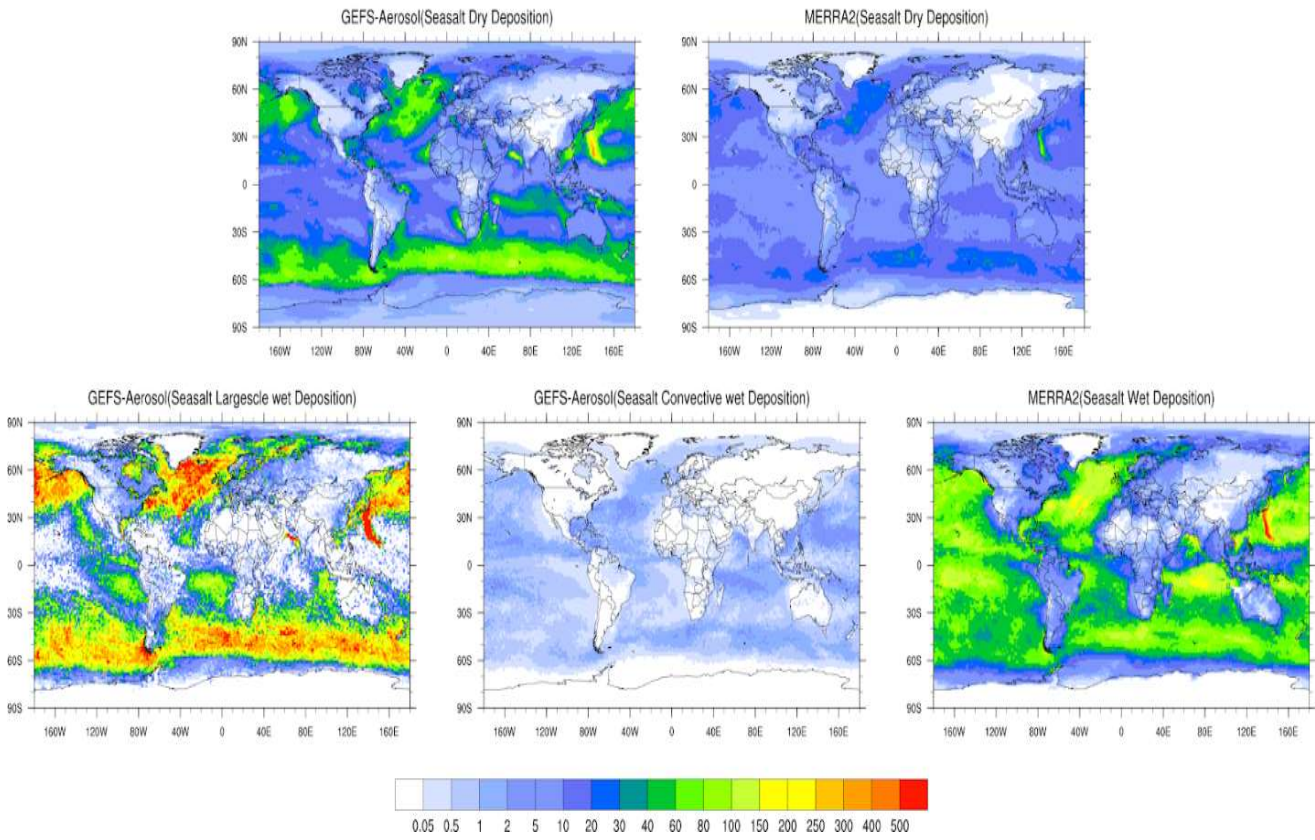 GEFS-Aerosol(Seasalt Dry Deposition)
MERRA2(Seasalt Dry Deposition)
90N 90N
60N 60N
30N 30N
0 0
30S 30S
60S 60S
90S 90S
160W 120W 80W 40W 0 40E 80E 120E 160E 160W 120W 80W 40W 0 40E 80E 120E 160E
GEFS-Aerosol(Seasalt Largescle wet Deposition)
GEFS-Aerosol(Seasalt Convective wet Deposition)
MERRA2(Seasalt Wet Deposition)
90N 90N 90N
60N 60N 60N
30N 30N 30N
0 0 0
30S 30S 30S
60S 60S 60S
90S 90S 90S
160W 120W 80W 40W 0 40E 80E 120E 160E 160W 120W 80W 40W 0 40E 80E 120E 160E 160W 120W 80W 40W 0 40E 80E 120E 160E
0.05 0.5 1 2 5 10 20 30 40 60 80 100 150 200 250 300 400 500